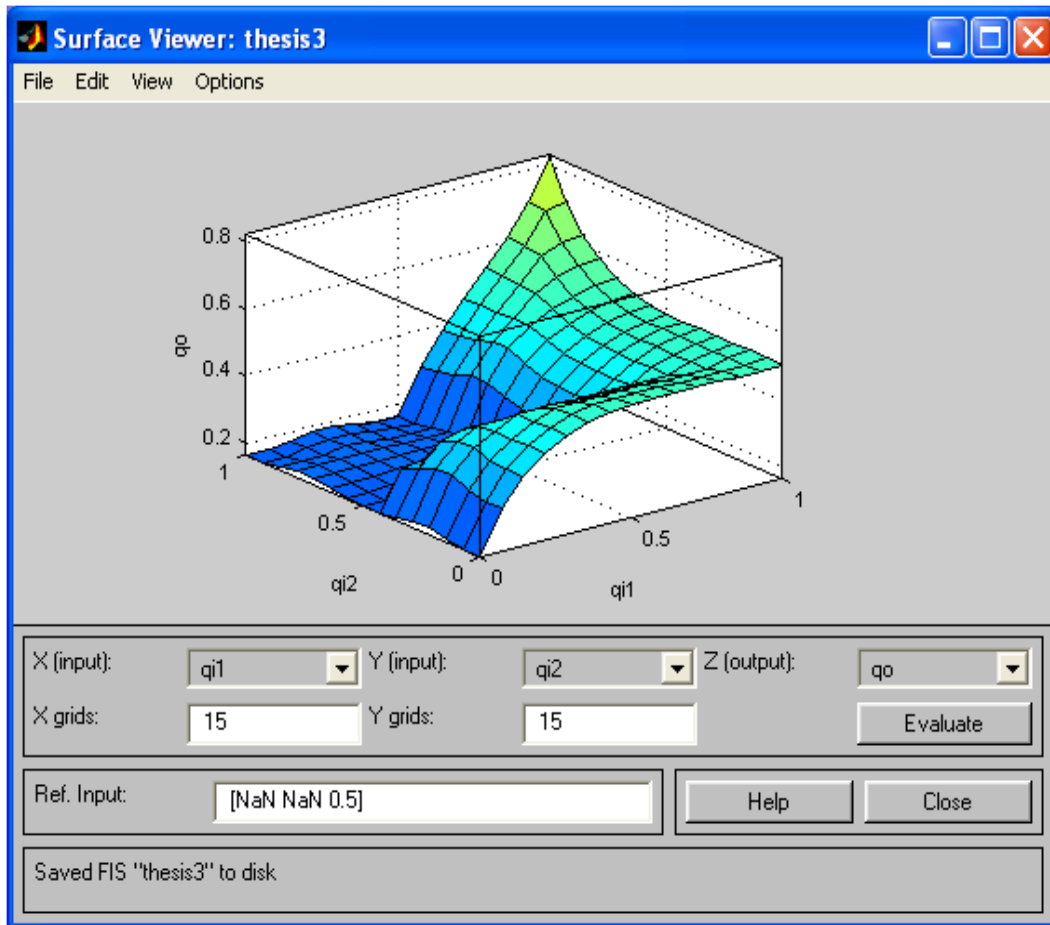 Surface Viewer: thesis3
File Edit View Options
0.8
0.6
0.4
0.2
qo
1
0.5
0
qi2
0
0.5
1
qi1
X (input): qi1 Y (input): qi2 Z (output): qo
X grids: 15 Y grids: 15 Evaluate
Ref. Input: [NaN NaN 0.5] Help Close
Saved FIS "thesis3" to disk